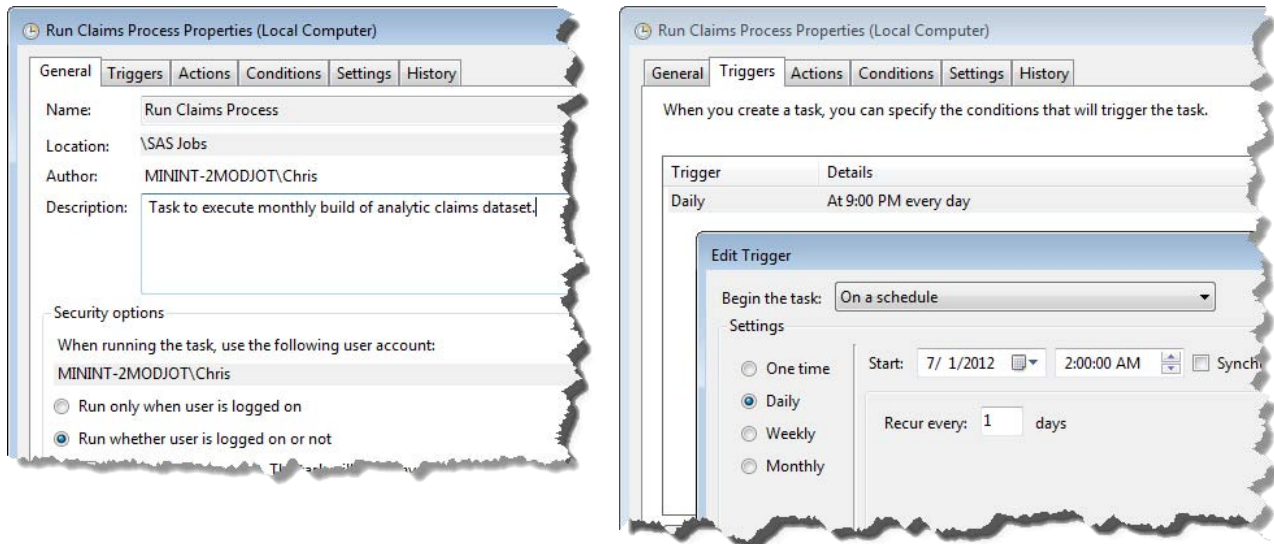 Run Claims Process Properties (Local Computer)
General Triggers Actions Conditions Settings History
Name: Run Claims Process
Location: \SAS Jobs
Author: MININT-2MODJOT\Chris
Description: Task to execute monthly build of analytic claims dataset.
Security options
When running the task, use the following user account:
MININT-2MODJOT\Chris
Run only when user is logged on
Run whether user is logged on or not
Run Claims Process Properties (Local Computer)
General Triggers Actions Conditions Settings History
When you create a task, you can specify the conditions that will trigger the task.
Trigger Details
Daily At 9:00 PM every day
Edit Trigger
Begin the task: On a schedule
Settings
One time
Start: 7/ 1/2012 2:00:00 AM
Daily
Recur every: 1 days
Weekly
Monthly